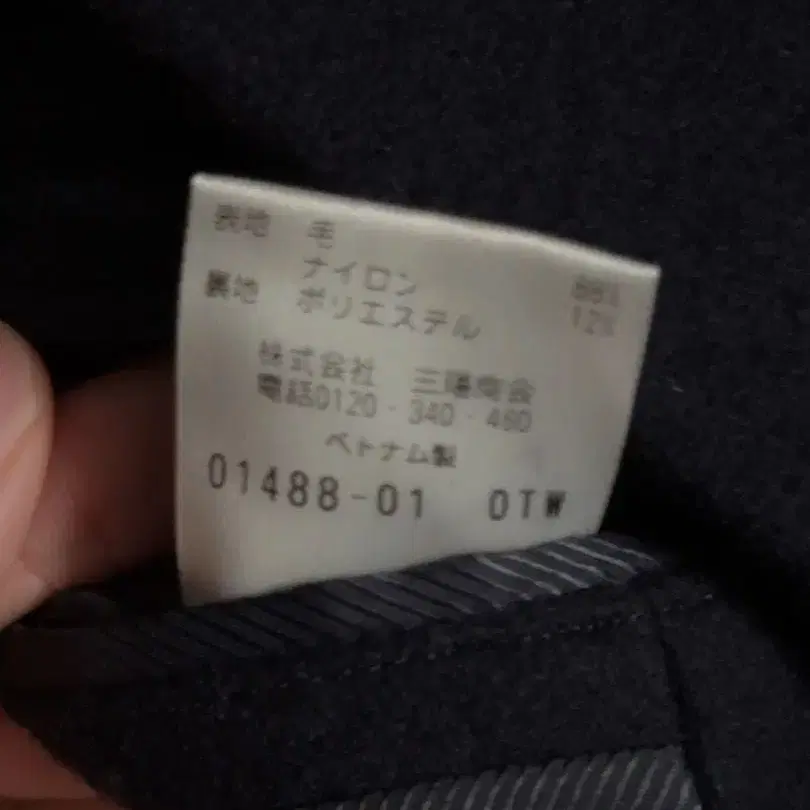 表地 毛 88%
ナイロン 12%
裏地 ポリエステル
株式会社 三陽商会
電話0120-340-460
ベトナム製
01488-01 OTW